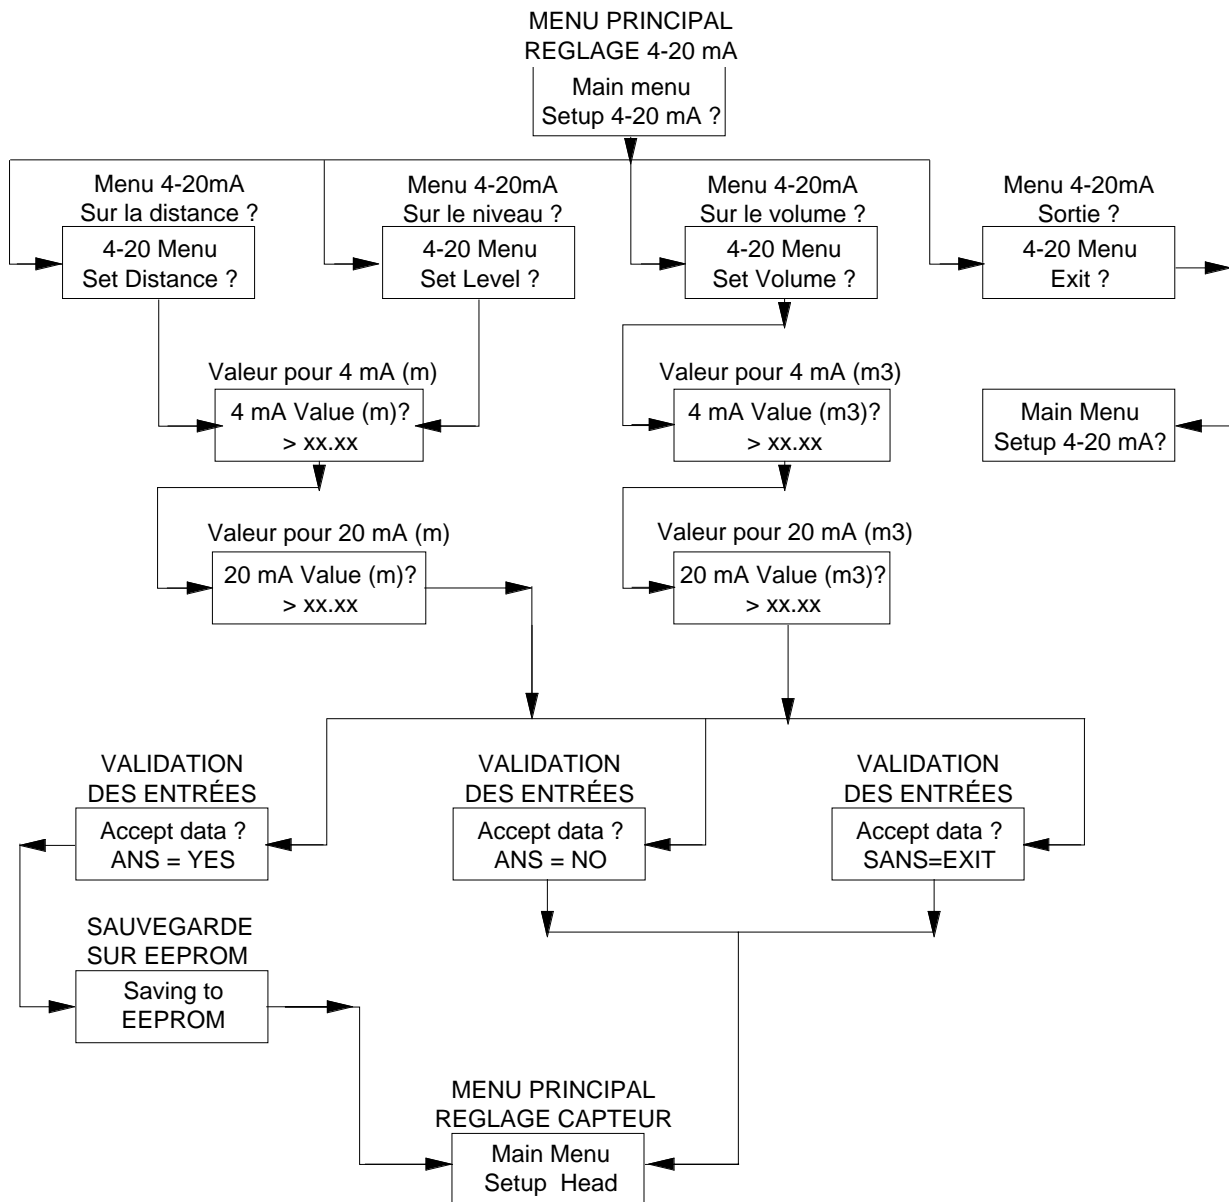 MENU PRINCIPAL
REGLAGE 4-20 mA
Main menu
Setup 4-20 mA ?
Menu 4-20mA
Sur la distance ?
4-20 Menu
Set Distance ?
Menu 4-20mA
Sur le niveau ?
4-20 Menu
Set Level ?
Menu 4-20mA
Sur le volume ?
4-20 Menu
Set Volume ?
Menu 4-20mA
Sortie ?
4-20 Menu
Exit ?
Valeur pour 4 mA (m)
4 mA Value (m)?
> xx.xx
Valeur pour 4 mA (m3)
4 mA Value (m3)?
> xx.xx
Main Menu
Setup 4-20 mA?
Valeur pour 20 mA (m)
20 mA Value (m)?
> xx.xx
Valeur pour 20 mA (m3)
20 mA Value (m3)?
> xx.xx
VALIDATION
DES ENTRÉES
Accept data ?
ANS = YES
VALIDATION
DES ENTRÉES
Accept data ?
ANS = NO
VALIDATION
DES ENTRÉES
Accept data ?
SANS=EXIT
SAUVEGARDE
SUR EEPROM
Saving to
EEPROM
MENU PRINCIPAL
REGLAGE CAPTEUR
Main Menu
Setup Head